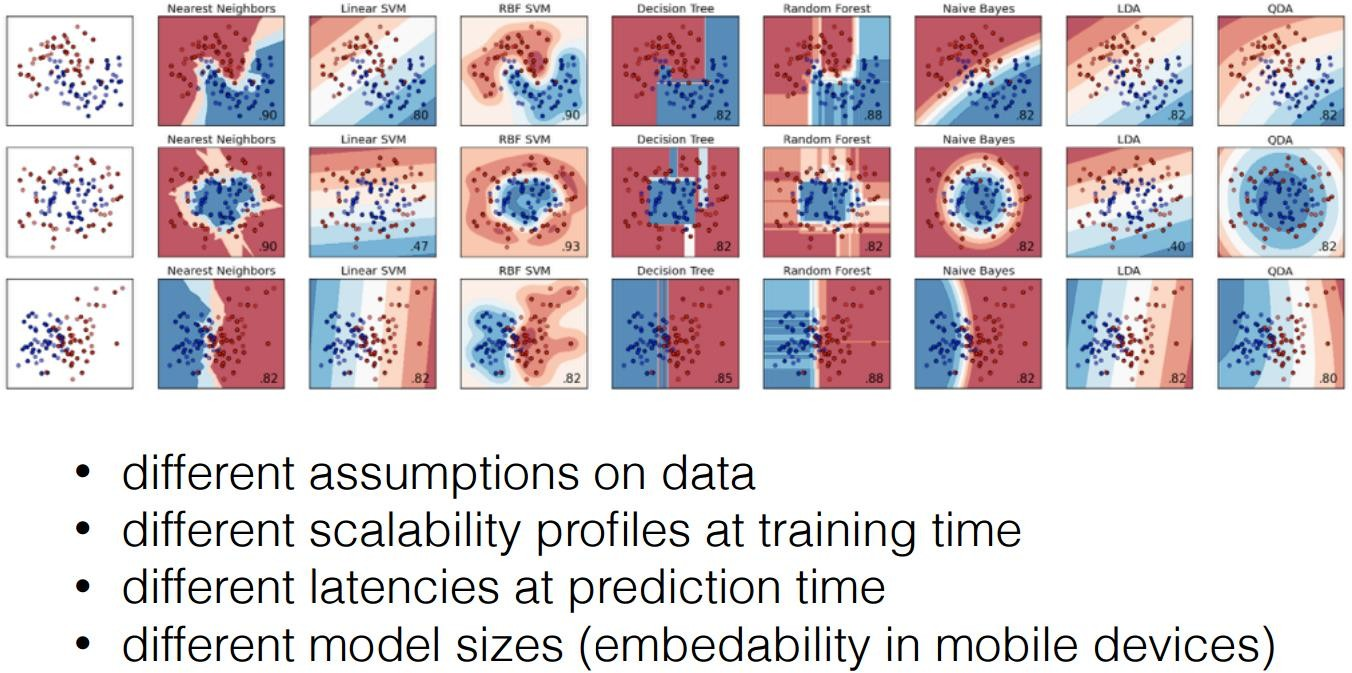 Nearest Neighbors Linear SVM RBF SVM Decision Tree Random Forest Naive Bayes LDA QDA
.90 .80 .90 .82 .88 .82 .82 .82
Nearest Neighbors Linear SVM RBF SVM Decision Tree Random Forest Naive Bayes LDA QDA
.90 .47 .93 .82 .82 .82 .40 .82
Nearest Neighbors Linear SVM RBF SVM Decision Tree Random Forest Naive Bayes LDA QDA
.82 .82 .82 .85 .88 .82 .82 .80
• different assumptions on data
• different scalability profiles at training time
• different latencies at prediction time
• different model sizes (embedability in mobile devices)